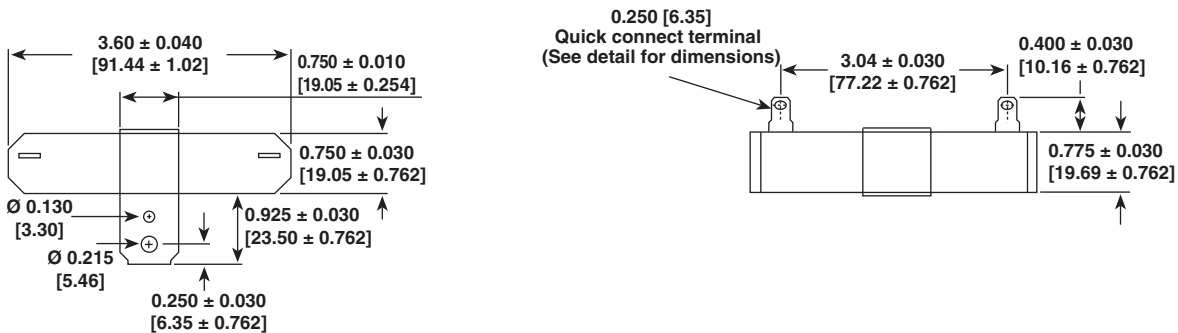 3.60 ± 0.040
[91.44 ± 1.02]
0.750 ± 0.010
[19.05 ± 0.254]
0.750 ± 0.030
[19.05 ± 0.762]
Ø 0.130
[3.30]
0.925 ± 0.030
[23.50 ± 0.762]
Ø 0.215
[5.46]
0.250 ± 0.030
[6.35 ± 0.762]
0.250 [6.35]
Quick connect terminal
(See detail for dimensions)
3.04 ± 0.030
[77.22 ± 0.762]
0.400 ± 0.030
[10.16 ± 0.762]
0.775 ± 0.030
[19.69 ± 0.762]